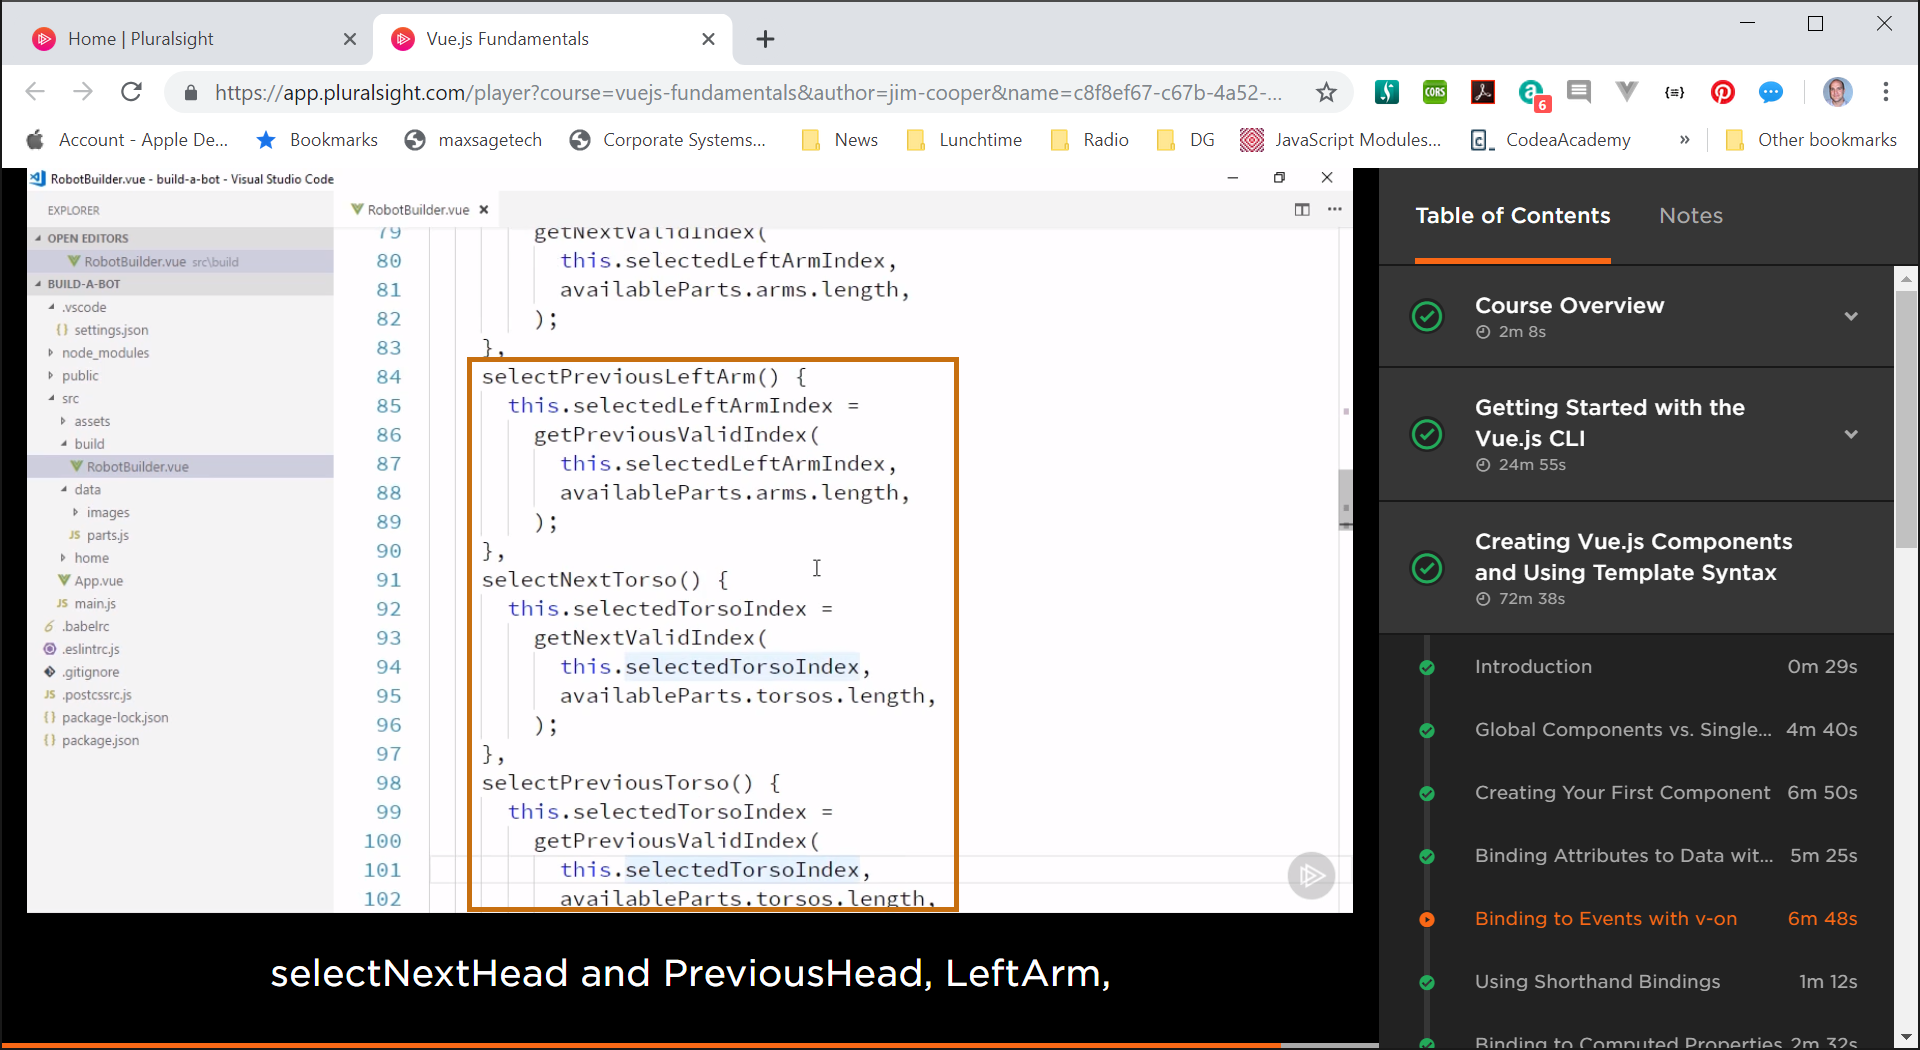 Home | Pluralsight
Vue.js Fundamentals
https://app.pluralsight.com/player?course=vuejs-fundamentals&author=jim-cooper&name=c8f8ef67-c67b-4a52-...
CORS
6
{≡}
Account - Apple De...
Bookmarks
maxsagetech
Corporate Systems...
News
Lunchtime
Radio
DG
JavaScript Modules...
CodeaAcademy
»
Other bookmarks
RobotBuilder.vue - build-a-bot - Visual Studio Code
EXPLORER
OPEN EDITORS
RobotBuilder.vue src\build
BUILD-A-BOT
.vscode
{} settings.json
node_modules
public
src
assets
build
RobotBuilder.vue
data
images
JS parts.js
home
App.vue
JS main.js
.babelrc
.eslintrc.js
.gitignore
JS .postcssrc.js
{} package-lock.json
{} package.json
RobotBuilder.vue
79 getNextValidIndex(
80 this.selectedLeftArmIndex,
81 availableParts.arms.length,
82 );
83 },
84 selectPreviousLeftArm() {
85 this.selectedLeftArmIndex =
86 getPreviousValidIndex(
87 this.selectedLeftArmIndex,
88 availableParts.arms.length,
89 );
90 },
91 selectNextTorso() {
92 this.selectedTorsoIndex =
93 getNextValidIndex(
94 this.selectedTorsoIndex,
95 availableParts.torsos.length,
96 );
97 },
98 selectPreviousTorso() {
99 this.selectedTorsoIndex =
100 getPreviousValidIndex(
101 this.selectedTorsoIndex,
102 availableParts.torsos.length,
selectNextHead and PreviousHead, LeftArm,
Table of Contents
Notes
Course Overview
2m 8s
Getting Started with the
Vue.js CLI
24m 55s
Creating Vue.js Components
and Using Template Syntax
72m 38s
Introduction 0m 29s
Global Components vs. Single... 4m 40s
Creating Your First Component 6m 50s
Binding Attributes to Data wit... 5m 25s
Binding to Events with v-on 6m 48s
Using Shorthand Bindings 1m 12s
Binding to Computed Properties 2m 32s